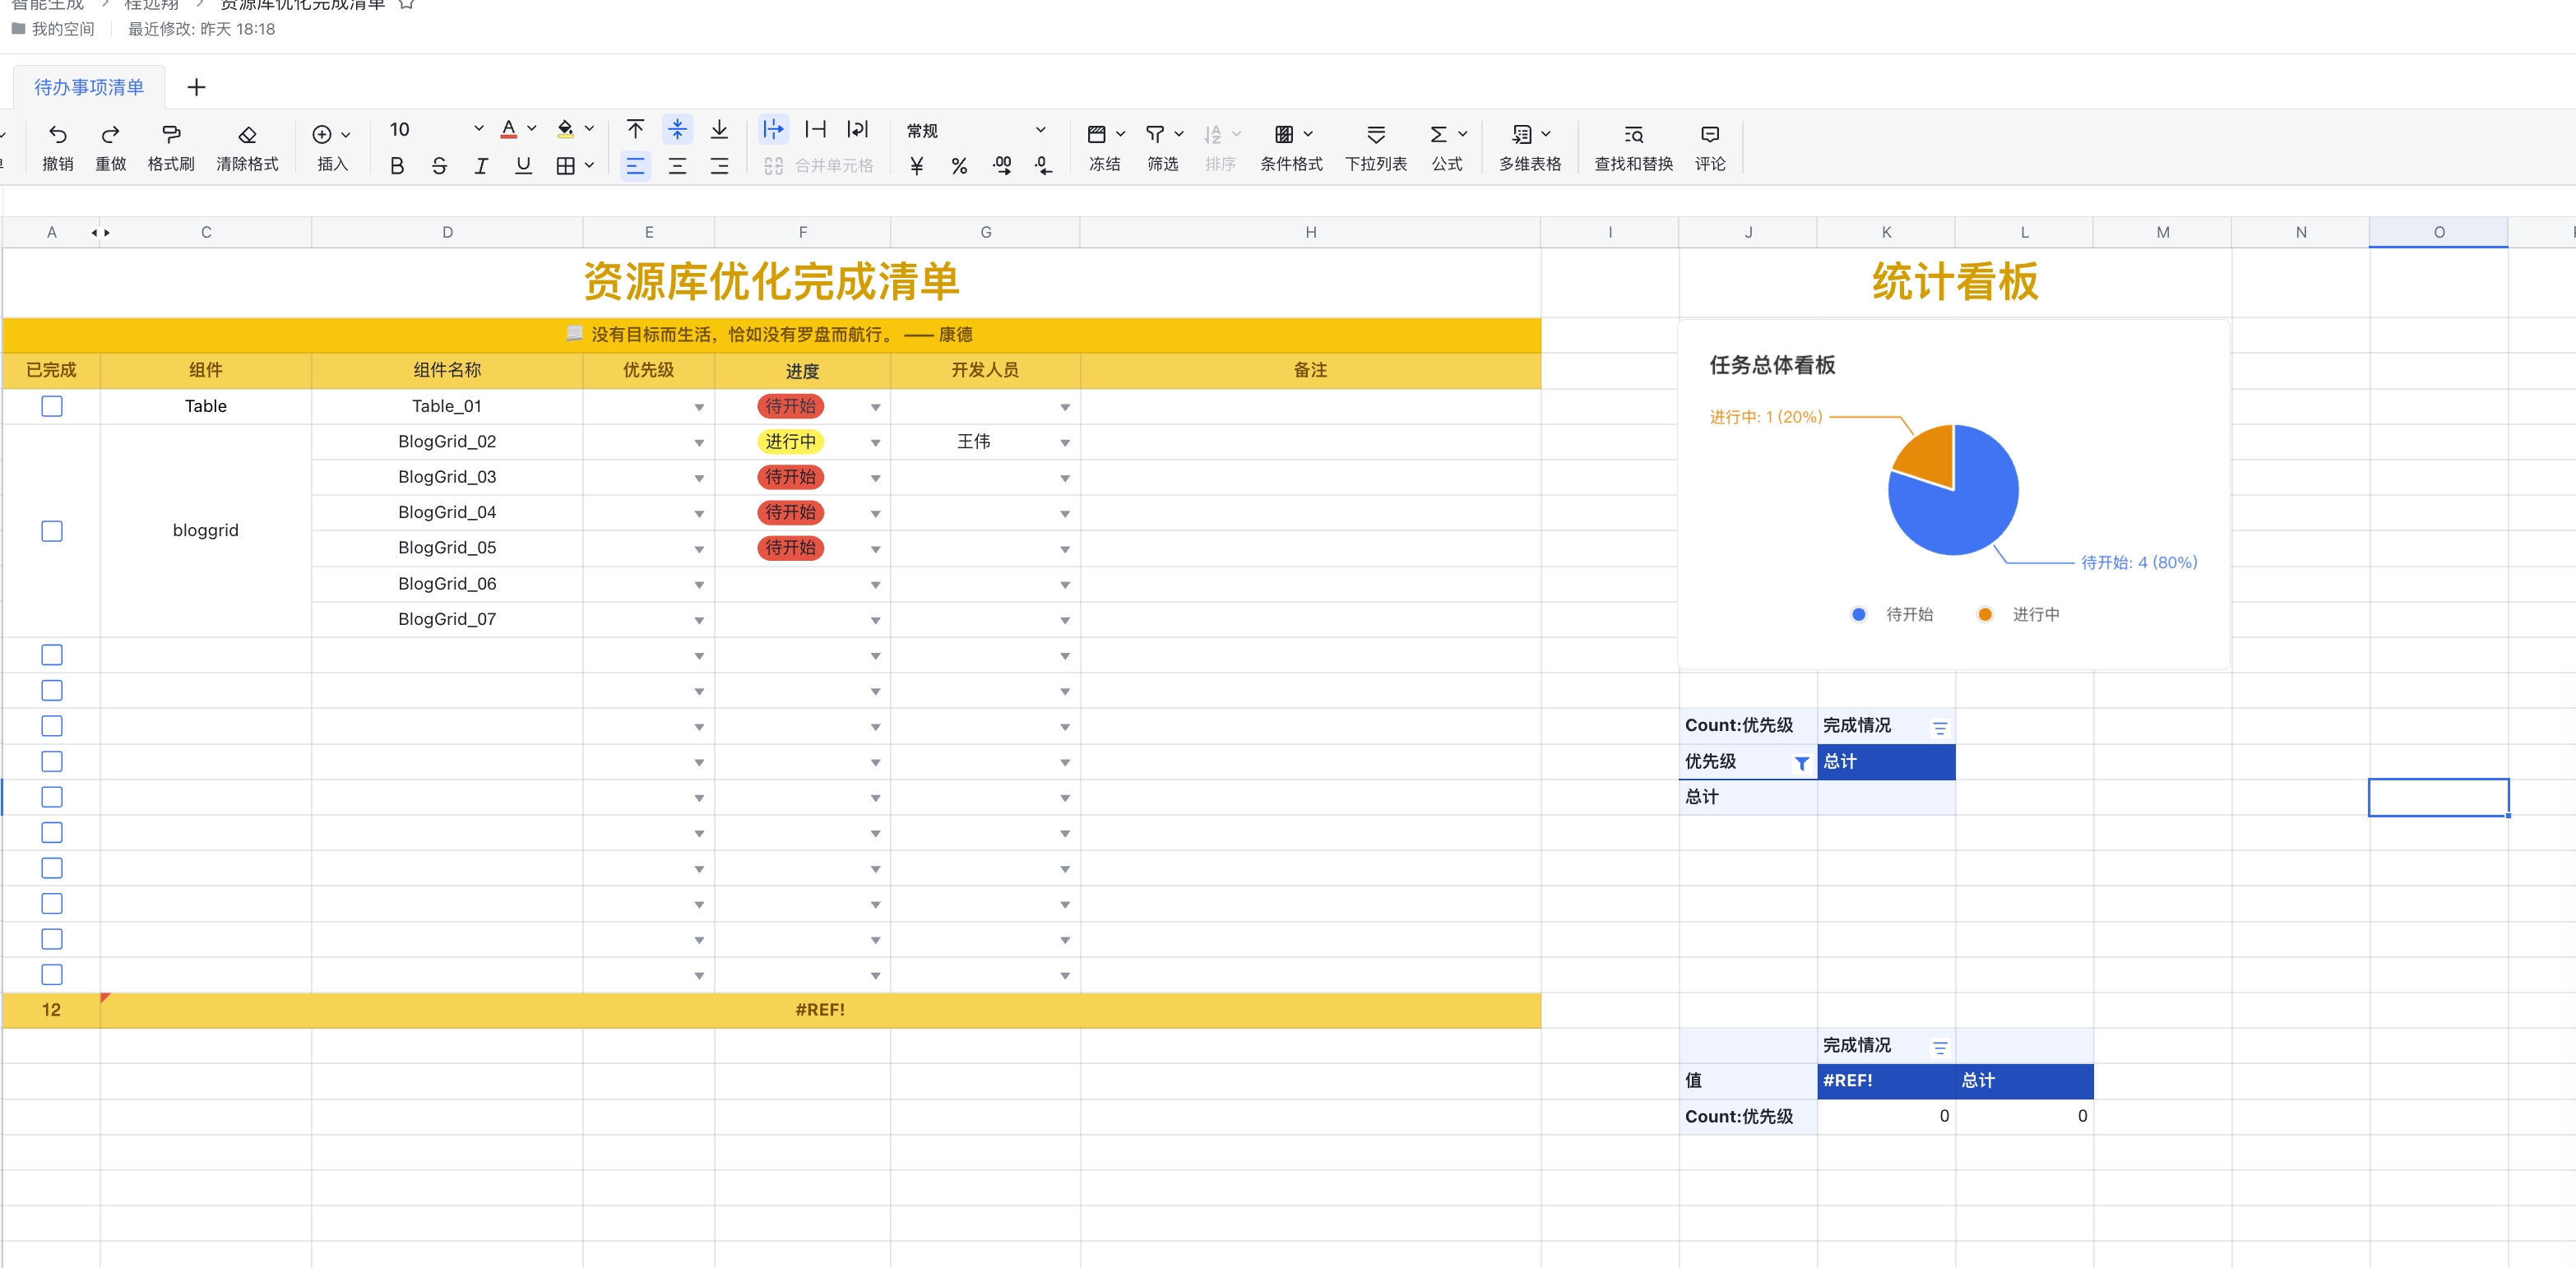 智能生成 > 程远翔 > 资源库优化完成清单
我的空间 最近修改: 昨天 18:18
待办事项清单 +
10 常规
撤销 重做 格式刷 清除格式 插入 合并单元格 冻结 筛选 排序 条件格式 下拉列表 公式 多维表格 查找和替换 评论
A C D E F G H I J K L M N O
资源库优化完成清单 统计看板
没有目标而生活，恰如没有罗盘而航行。 —— 康德
已完成 组件 组件名称 优先级 进度 开发人员 备注
Table Table_01 待开始
BlogGrid_02 进行中 王伟
BlogGrid_03 待开始
BlogGrid_04 待开始
bloggrid
BlogGrid_05 待开始
BlogGrid_06
BlogGrid_07
12 #REF!
任务总体看板
进行中: 1 (20%)
待开始: 4 (80%)
待开始 进行中
Count:优先级 完成情况
优先级 总计
总计
完成情况
值 #REF! 总计
Count:优先级 0 0